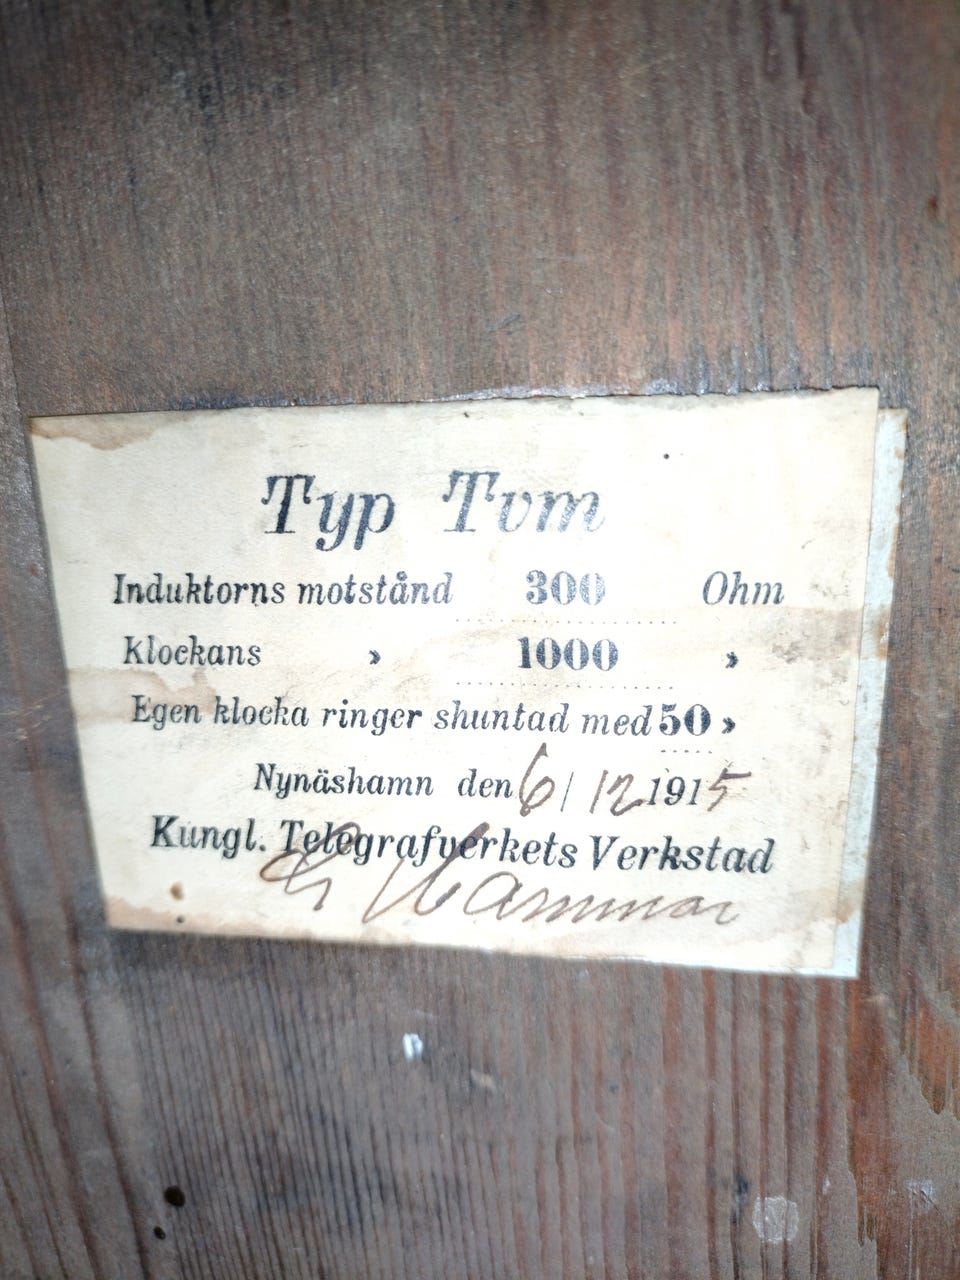 Typ Tvm
Induktorns motstånd 300 Ohm
Klockans » 1000 »
Egen klocka ringer shuntad med 50 »
Nynäshamn den 6/12 1915
Kungl. Telegrafverkets Verkstad
G Hammar